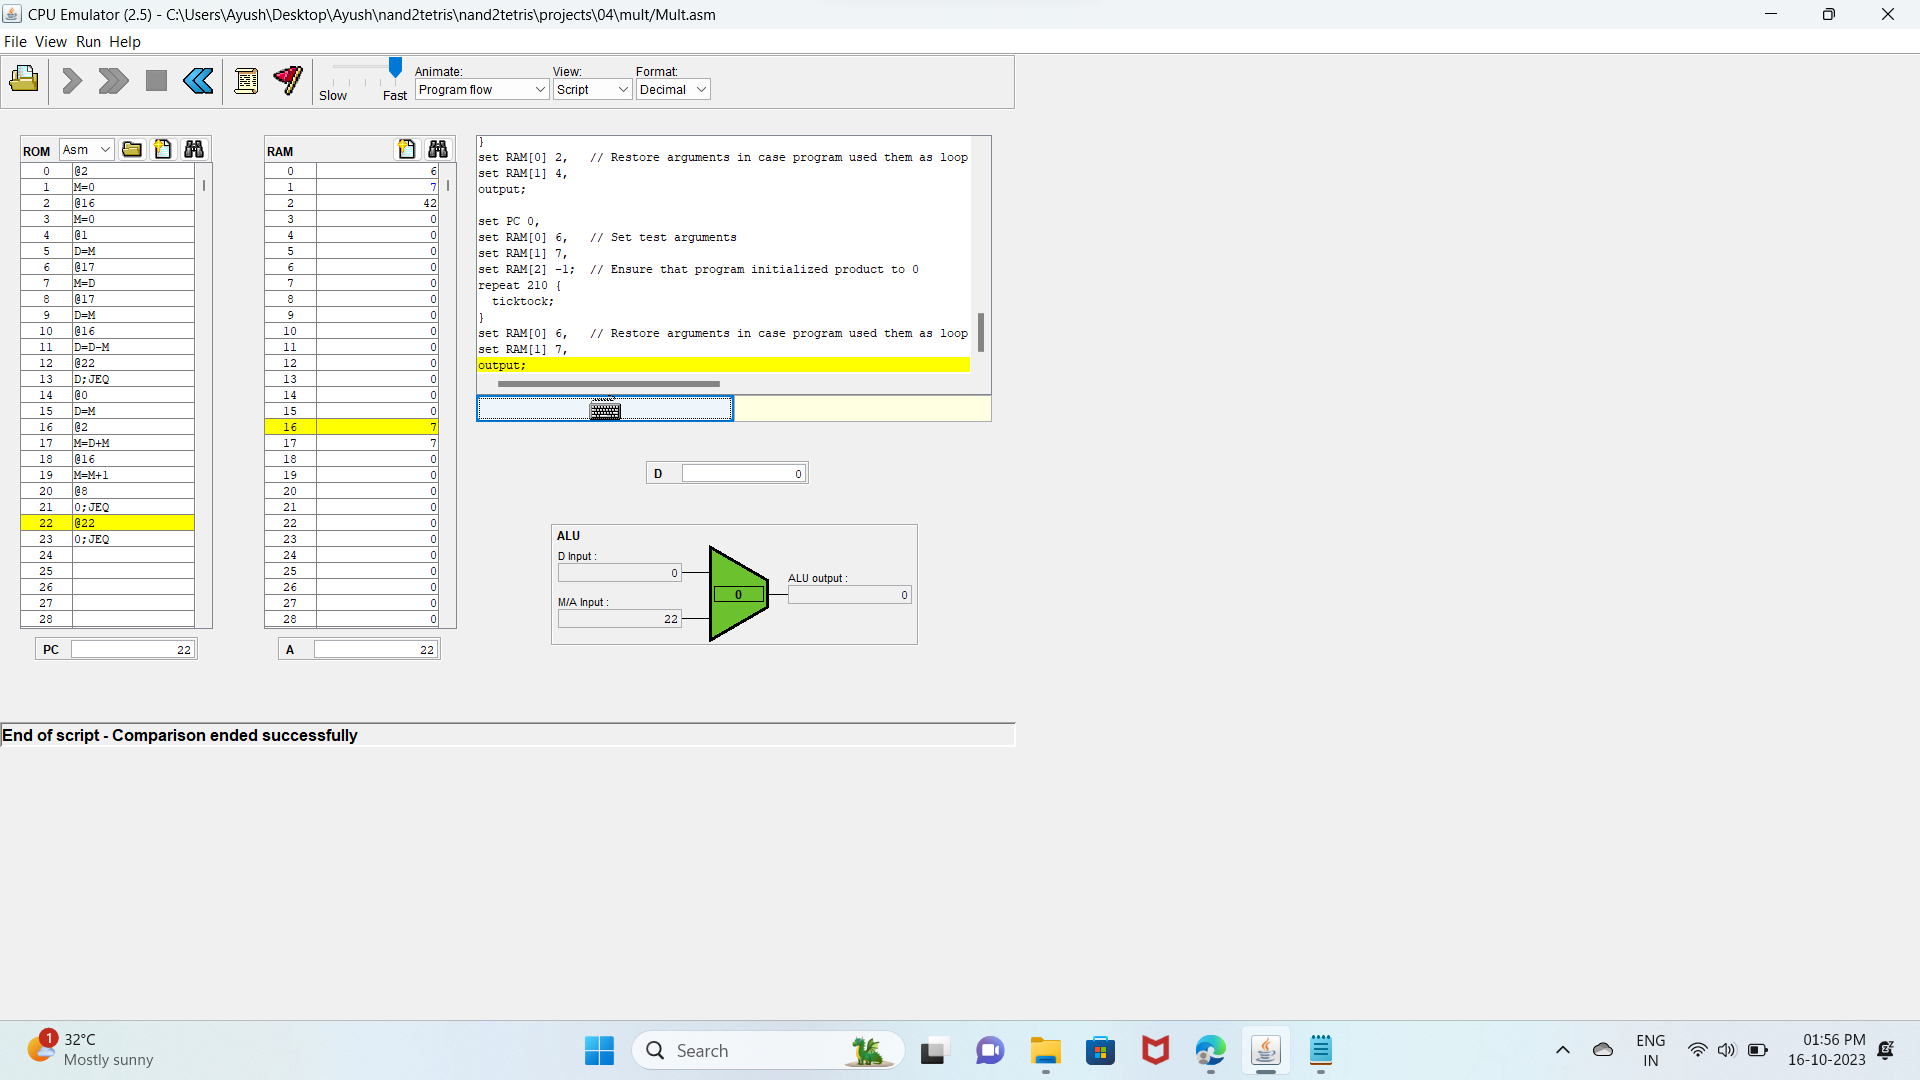 CPU Emulator (2.5) - C:\Users\Ayush\Desktop\Ayush\nand2tetris\nand2tetris\projects\04\mult/Mult.asm
File View Run Help
Slow Fast
Animate: View: Format:
Program flow Script Decimal
ROM Asm
0 @2
1 M=0
2 @16
3 M=0
4 @1
5 D=M
6 @17
7 M=D
8 @17
9 D=M
10 @16
11 D=D-M
12 @22
13 D;JEQ
14 @0
15 D=M
16 @2
17 M=D+M
18 @16
19 M=M+1
20 @8
21 0;JEQ
22 @22
23 0;JEQ
24
25
26
27
28
PC 22
RAM
0 6
1 7
2 42
3 0
4 0
5 0
6 0
7 0
8 0
9 0
10 0
11 0
12 0
13 0
14 0
15 0
16 7
17 7
18 0
19 0
20 0
21 0
22 0
23 0
24 0
25 0
26 0
27 0
28 0
A 22
}
set RAM[0] 2, // Restore arguments in case program used them as loop
set RAM[1] 4,
output;
set PC 0,
set RAM[0] 6, // Set test arguments
set RAM[1] 7,
set RAM[2] -1; // Ensure that program initialized product to 0
repeat 210 {
ticktock;
}
set RAM[0] 6, // Restore arguments in case program used them as loop
set RAM[1] 7,
output;
D 0
ALU
D Input :
0
M/A Input :
22
0
ALU output :
0
End of script - Comparison ended successfully
1
32°C
Mostly sunny
Search
ENG
IN
01:56 PM
16-10-2023